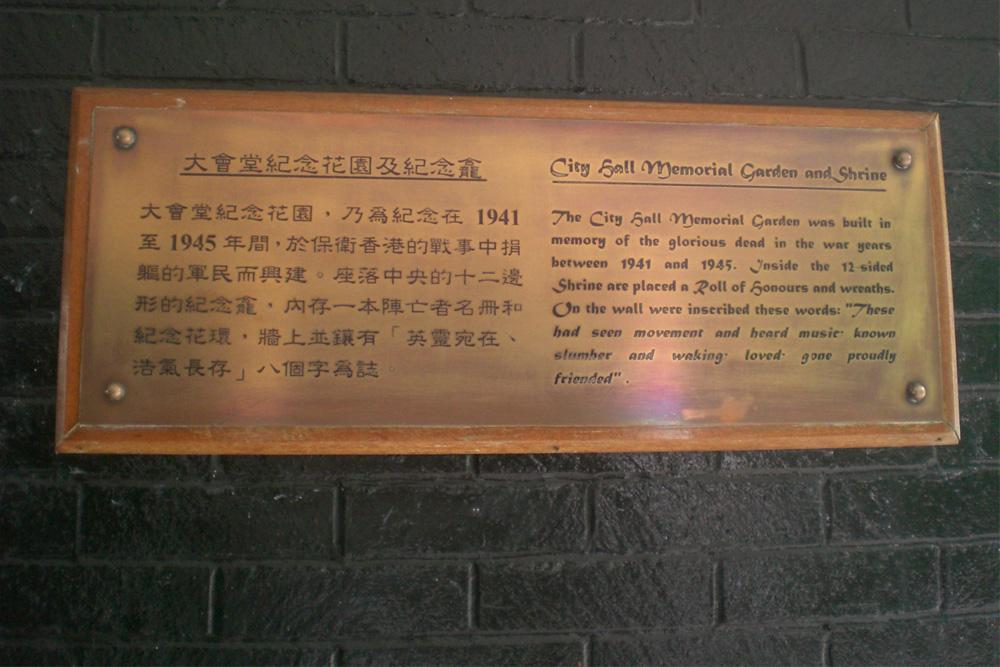 大會堂紀念花園及紀念龕
大會堂紀念花園，乃爲紀念在 1941
至 1945 年間，於保衛香港的戰事中捐
軀的軍民而興建。座落中央的十二邊
形的紀念龕，內存一本陣亡者名冊和
紀念花環，牆上並鑲有「英靈宛在、
浩氣長存」八個字爲誌。
City Hall Memorial Garden and Shrine
The City Hall Memorial Garden was built in
memory of the glorious dead in the war years
between 1941 and 1945. Inside the 12-sided
Shrine are placed a Roll of Honours and wreaths.
On the wall were inscribed these words: "These
had seen movement and heard music· known
slumber and waking· loved· gone proudly
friended".